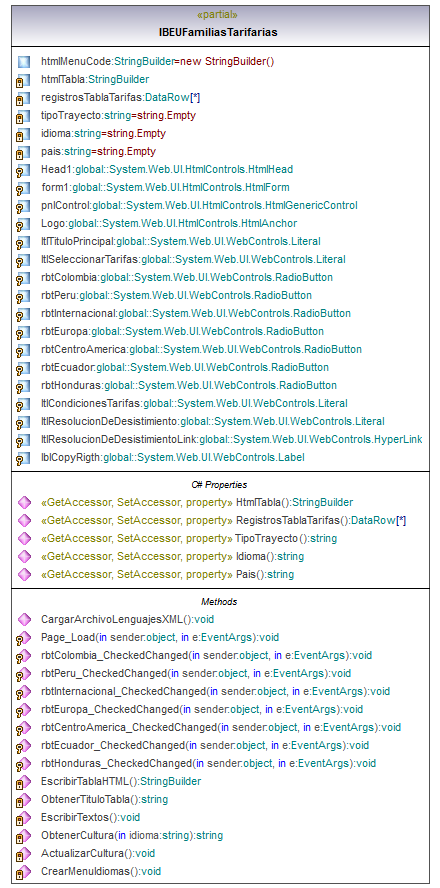 «partial»
IBEUFamiliasTarifarias
htmlMenuCode:StringBuilder=new StringBuilder()
htmlTabla:StringBuilder
registrosTablaTarifas:DataRow[*]
tipoTrayecto:string=string.Empty
idioma:string=string.Empty
pais:string=string.Empty
Head1:global::System.Web.UI.HtmlControls.HtmlHead
form1:global::System.Web.UI.HtmlControls.HtmlForm
pnlControl:global::System.Web.UI.HtmlControls.HtmlGenericControl
Logo:global::System.Web.UI.HtmlControls.HtmlAnchor
ltlTituloPrincipal:global::System.Web.UI.WebControls.Literal
ltlSeleccionarTarifas:global::System.Web.UI.WebControls.Literal
rbtColombia:global::System.Web.UI.WebControls.RadioButton
rbtPeru:global::System.Web.UI.WebControls.RadioButton
rbtInternacional:global::System.Web.UI.WebControls.RadioButton
rbtEuropa:global::System.Web.UI.WebControls.RadioButton
rbtCentroAmerica:global::System.Web.UI.WebControls.RadioButton
rbtEcuador:global::System.Web.UI.WebControls.RadioButton
rbtHonduras:global::System.Web.UI.WebControls.RadioButton
ltlCondicionesTarifas:global::System.Web.UI.WebControls.Literal
ltlResolucionDeDesistimiento:global::System.Web.UI.WebControls.Literal
ltlResolucionDeDesistimientoLink:global::System.Web.UI.WebControls.HyperLink
lblCopyRigth:global::System.Web.UI.WebControls.Label
C# Properties
«GetAccessor, SetAccessor, property» HtmlTabla():StringBuilder
«GetAccessor, SetAccessor, property» RegistrosTablaTarifas():DataRow[*]
«GetAccessor, SetAccessor, property» TipoTrayecto():string
«GetAccessor, SetAccessor, property» Idioma():string
«GetAccessor, SetAccessor, property» Pais():string
Methods
CargarArchivoLenguajesXML():void
Page_Load(in sender:object, in e:EventArgs):void
rbtColombia_CheckedChanged(in sender:object, in e:EventArgs):void
rbtPeru_CheckedChanged(in sender:object, in e:EventArgs):void
rbtInternacional_CheckedChanged(in sender:object, in e:EventArgs):void
rbtEuropa_CheckedChanged(in sender:object, in e:EventArgs):void
rbtCentroAmerica_CheckedChanged(in sender:object, in e:EventArgs):void
rbtEcuador_CheckedChanged(in sender:object, in e:EventArgs):void
rbtHonduras_CheckedChanged(in sender:object, in e:EventArgs):void
EscribirTablaHTML():StringBuilder
ObtenerTituloTabla():string
EscribirTextos():void
ObtenerCultura(in idioma:string):string
ActualizarCultura():void
CrearMenuIdiomas():void